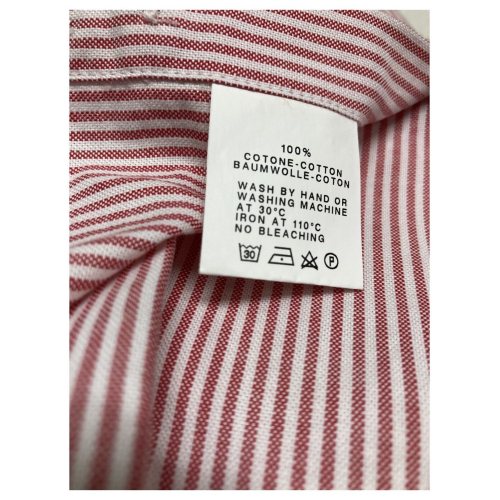 100%
COTONE-COTTON
BAUMWOLLE-COTON
WASH BY HAND OR
WASHING MACHINE
AT 30°C
IRON AT 110°C
NO BLEACHING
30 P